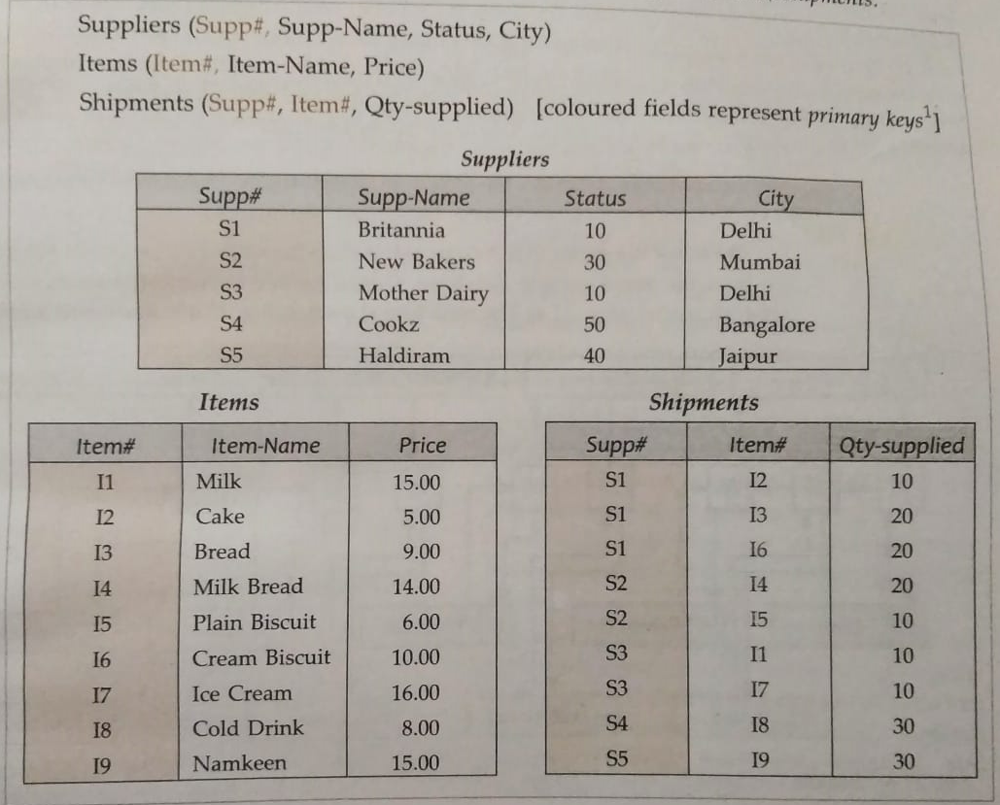 Suppliers (Supp#, Supp-Name, Status, City)
Items (Item#, Item-Name, Price)
Shipments (Supp#, Item#, Qty-supplied) [coloured fields represent primary keys¹]
Suppliers
Supp# Supp-Name Status City
S1 Britannia 10 Delhi
S2 New Bakers 30 Mumbai
S3 Mother Dairy 10 Delhi
S4 Cookz 50 Bangalore
S5 Haldiram 40 Jaipur
Items
Item# Item-Name Price
I1 Milk 15.00
I2 Cake 5.00
I3 Bread 9.00
I4 Milk Bread 14.00
I5 Plain Biscuit 6.00
I6 Cream Biscuit 10.00
I7 Ice Cream 16.00
I8 Cold Drink 8.00
I9 Namkeen 15.00
Shipments
Supp# Item# Qty-supplied
S1 I2 10
S1 I3 20
S1 I6 20
S2 I4 20
S2 I5 10
S3 I1 10
S3 I7 10
S4 I8 30
S5 I9 30